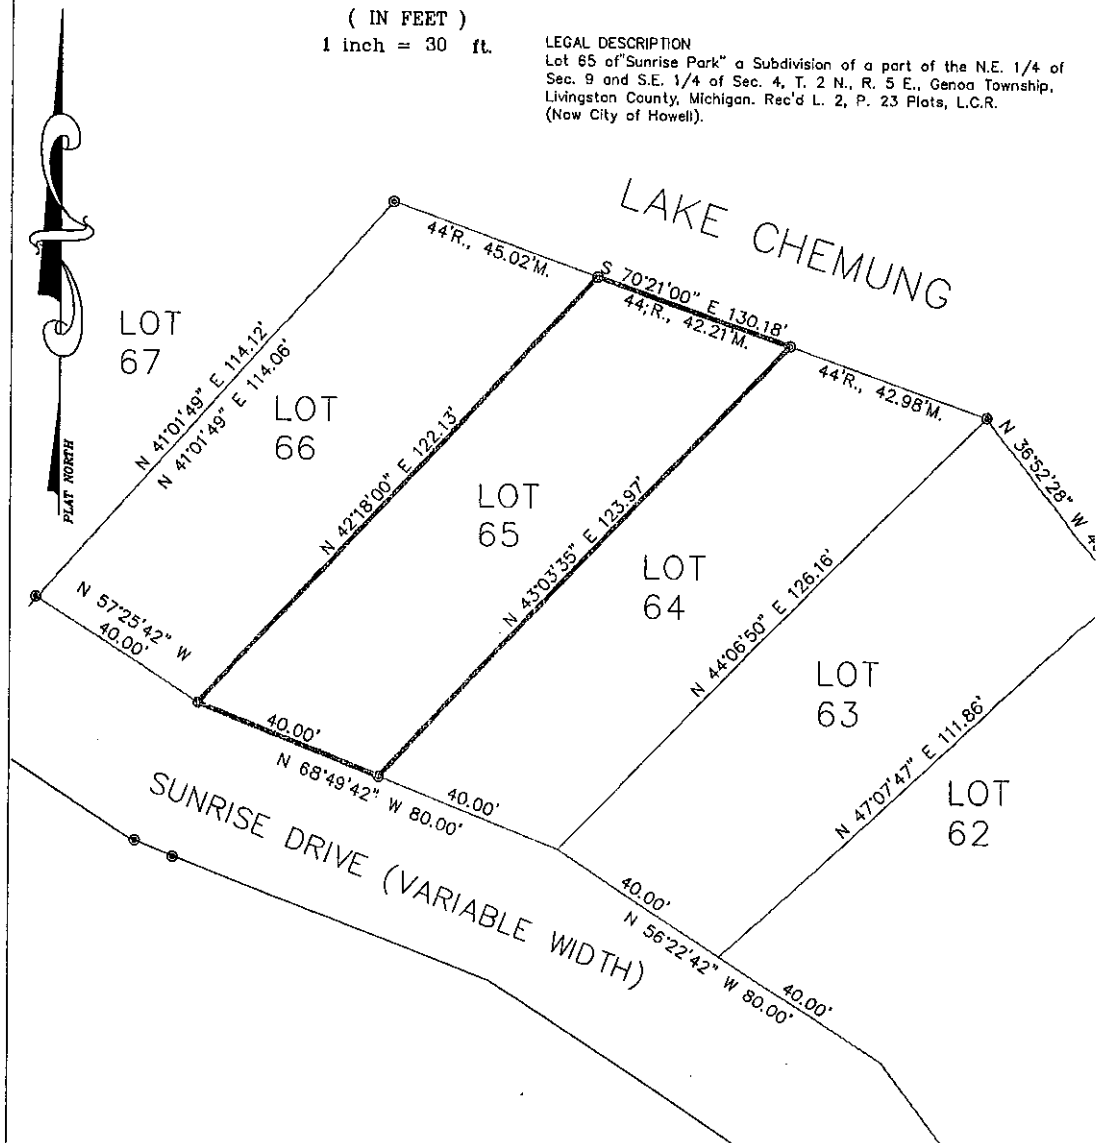 ( IN FEET )
1 inch = 30 ft.
LEGAL DESCRIPTION
Lot 65 of"Sunrise Park" a Subdivision of a part of the N.E. 1/4 of
Sec. 9 and S.E. 1/4 of Sec. 4, T. 2 N., R. 5 E., Genoa Township,
Livingston County, Michigan. Rec'd L. 2, P. 23 Plats, L.C.R.
(Now City of Howell).
PLAT NORTH
LAKE CHEMUNG
44'R., 45.02'M.
S 70°21'00" E 130.18'
44;R., 42.21'M.
44'R., 42.98'M.
N 36°52'28" W
LOT
67
N 41°01'49" E 114.12'
N 41°01'49" E 114.06'
LOT
66
N 42°18'00" E 122.13'
LOT
65
N 43°03'35" E 123.97'
LOT
64
N 44°06'50" E 126.16'
LOT
63
N 47°07'47" E 111.86'
LOT
62
N 57°25'42" W
40.00'
40.00'
N 68°49'42" W 80.00'
40.00'
40.00'
N 56°22'42" W 80.00'
40.00'
SUNRISE DRIVE (VARIABLE WIDTH)